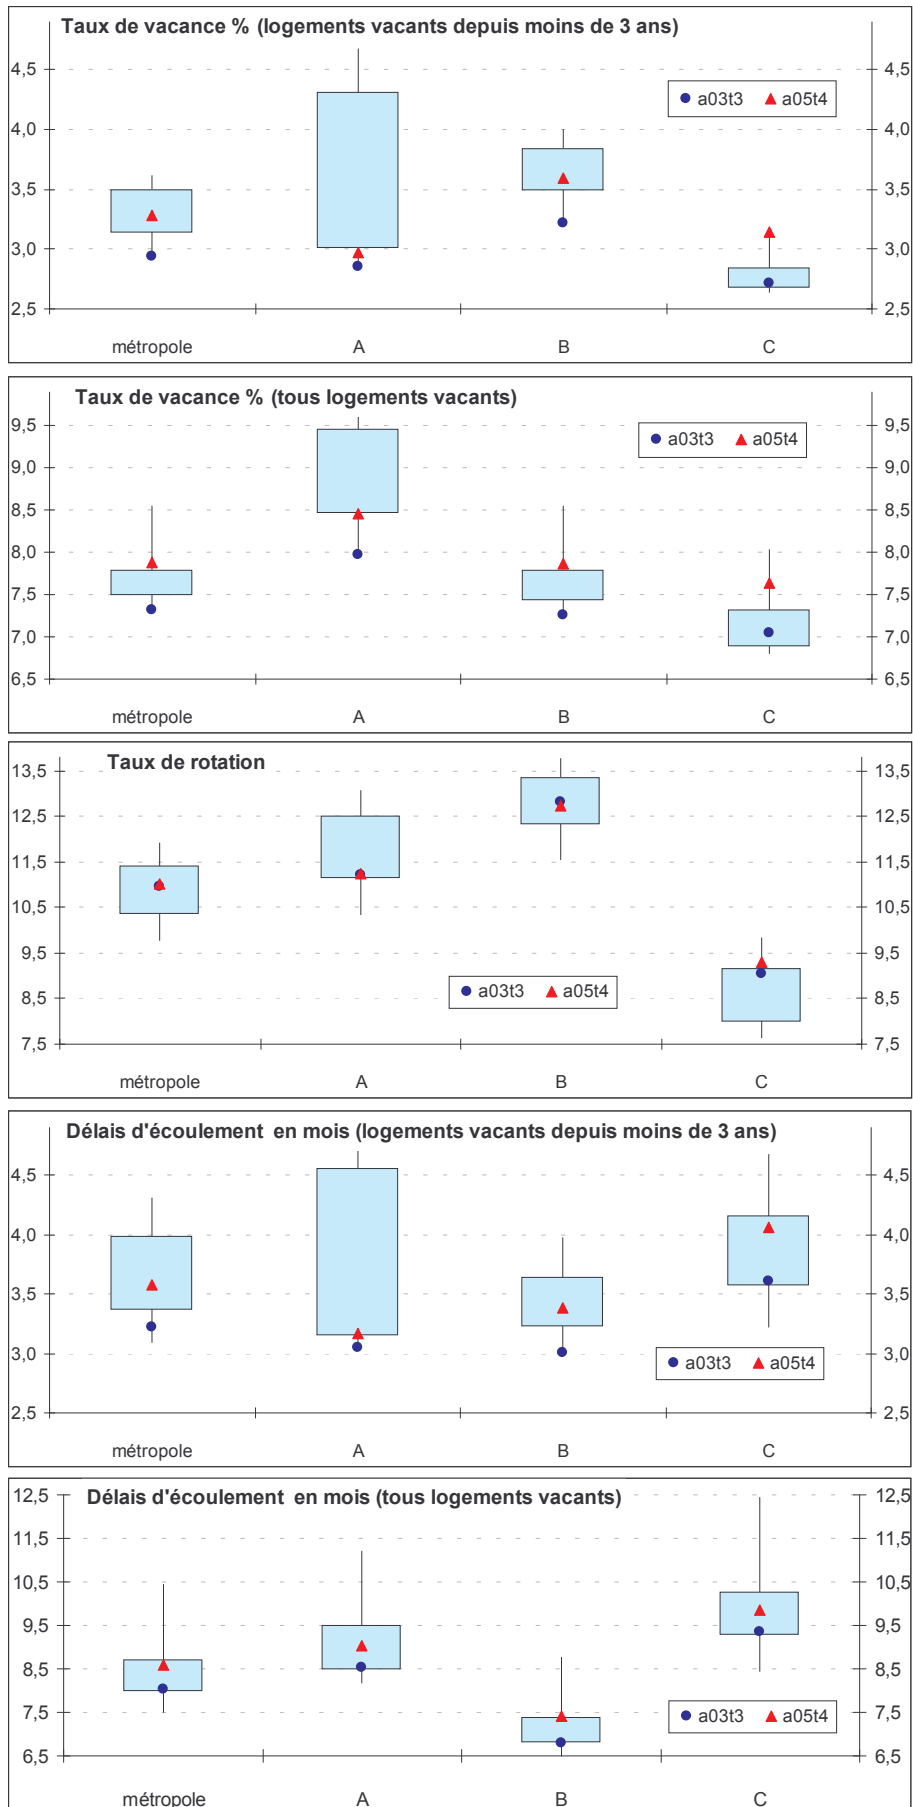 Taux de vacance % (logements vacants depuis moins de 3 ans)
4,5 4,5
a03t3 a05t4
4,0 4,0
3,5 3,5
3,0 3,0
2,5 2,5
métropole A B C
Taux de vacance % (tous logements vacants)
9,5 9,5
a03t3 a05t4
9,0 9,0
8,5 8,5
8,0 8,0
7,5 7,5
7,0 7,0
6,5 6,5
métropole A B C
Taux de rotation
13,5 13,5
12,5 12,5
11,5 11,5
10,5 10,5
9,5 9,5
a03t3 a05t4
8,5 8,5
7,5 7,5
métropole A B C
Délais d'écoulement en mois (logements vacants depuis moins de 3 ans)
4,5 4,5
4,0 4,0
3,5 3,5
3,0 3,0
a03t3 a05t4
2,5 2,5
métropole A B C
Délais d'écoulement en mois (tous logements vacants)
12,5 12,5
11,5 11,5
10,5 10,5
9,5 9,5
8,5 8,5
7,5 7,5
a03t3 a05t4
6,5 6,5
métropole A B C